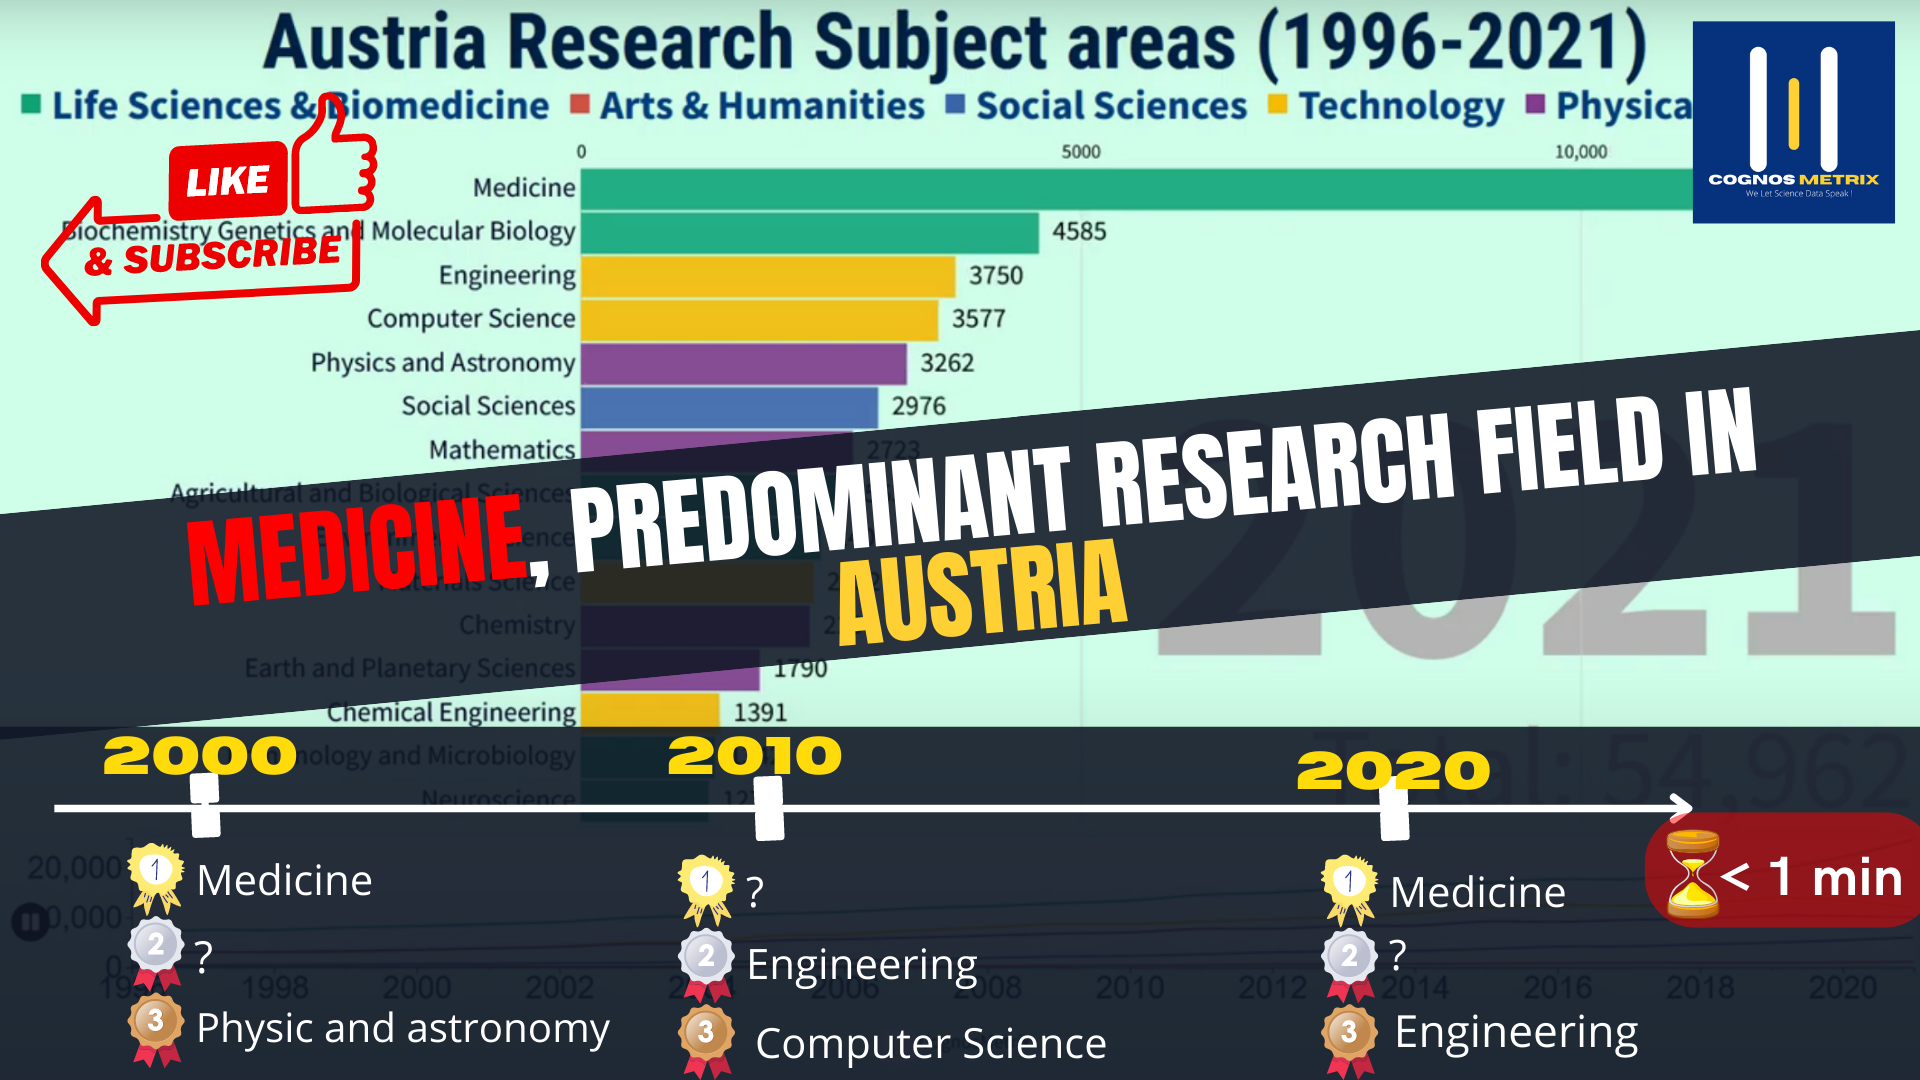 Austria Research Subject areas (1996-2021)
Life Sciences & Biomedicine Arts & Humanities Social Sciences Technology Physica
COGNOS METRIX
We Let Science Data Speak !
0 5000 10,000
LIKE
& SUBSCRIBE
Medicine
Biochemistry Genetics and Molecular Biology 4585
Engineering 3750
Computer Science 3577
Physics and Astronomy 3262
Social Sciences 2976
Mathematics 2723
Agricultural and Biological Sciences
Materials Science
Chemistry
Earth and Planetary Sciences 1790
Chemical Engineering 1391
Neuroscience
2021
Total: 54,962
MEDICINE, PREDOMINANT RESEARCH FIELD IN
AUSTRIA
2000 2010 2020
1 Medicine
2 ?
3 Physic and astronomy
1 ?
2 Engineering
3 Computer Science
1 Medicine
2 ?
3 Engineering
< 1 min
20,000
0
1998 2000 2002 2006 2008 2010 2012 2014 2016 2018 2020